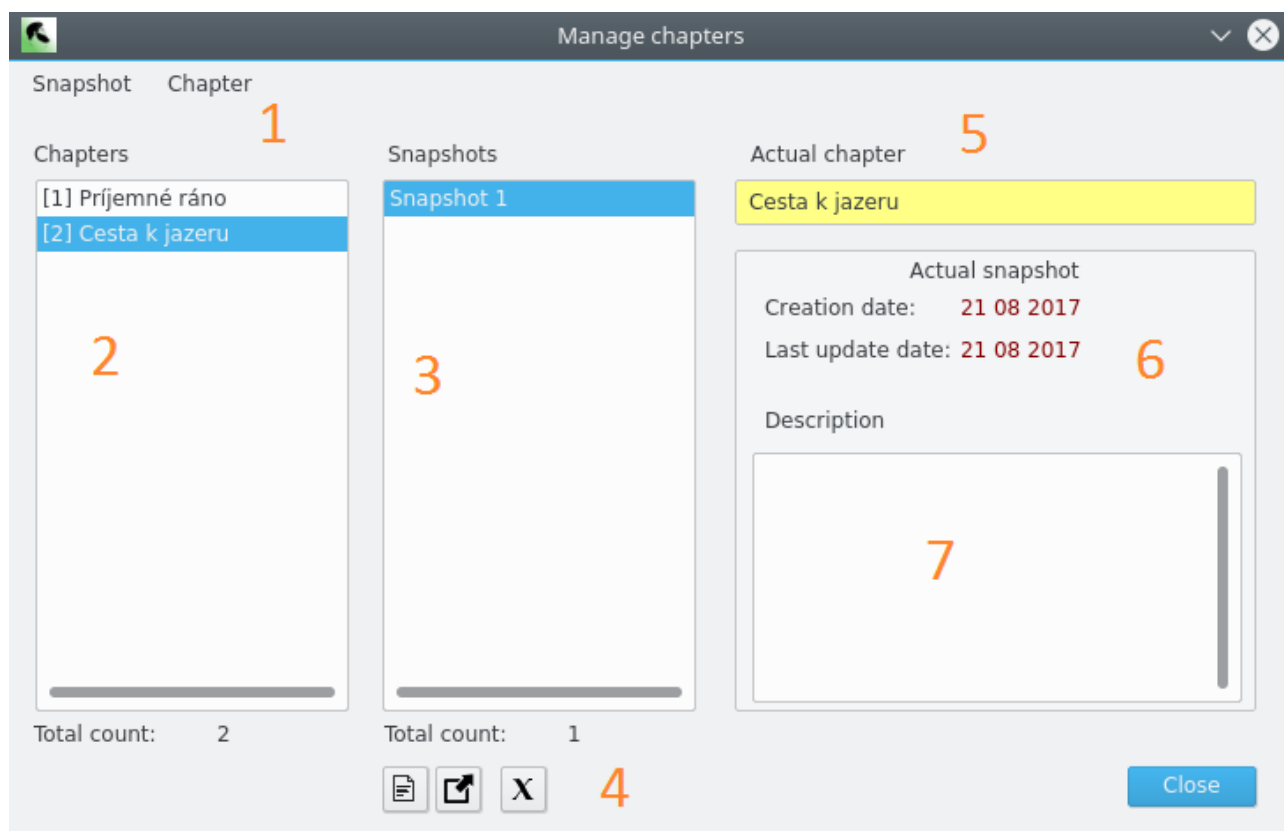 Manage chapters
Snapshot Chapter
1
5
Chapters Snapshots Actual chapter
[1] Príjemné ráno Snapshot 1 Cesta k jazeru
[2] Cesta k jazeru
Actual snapshot
Creation date: 21 08 2017
Last update date: 21 08 2017
2 3 6
Description
7
Total count: 2 Total count: 1
X 4 Close